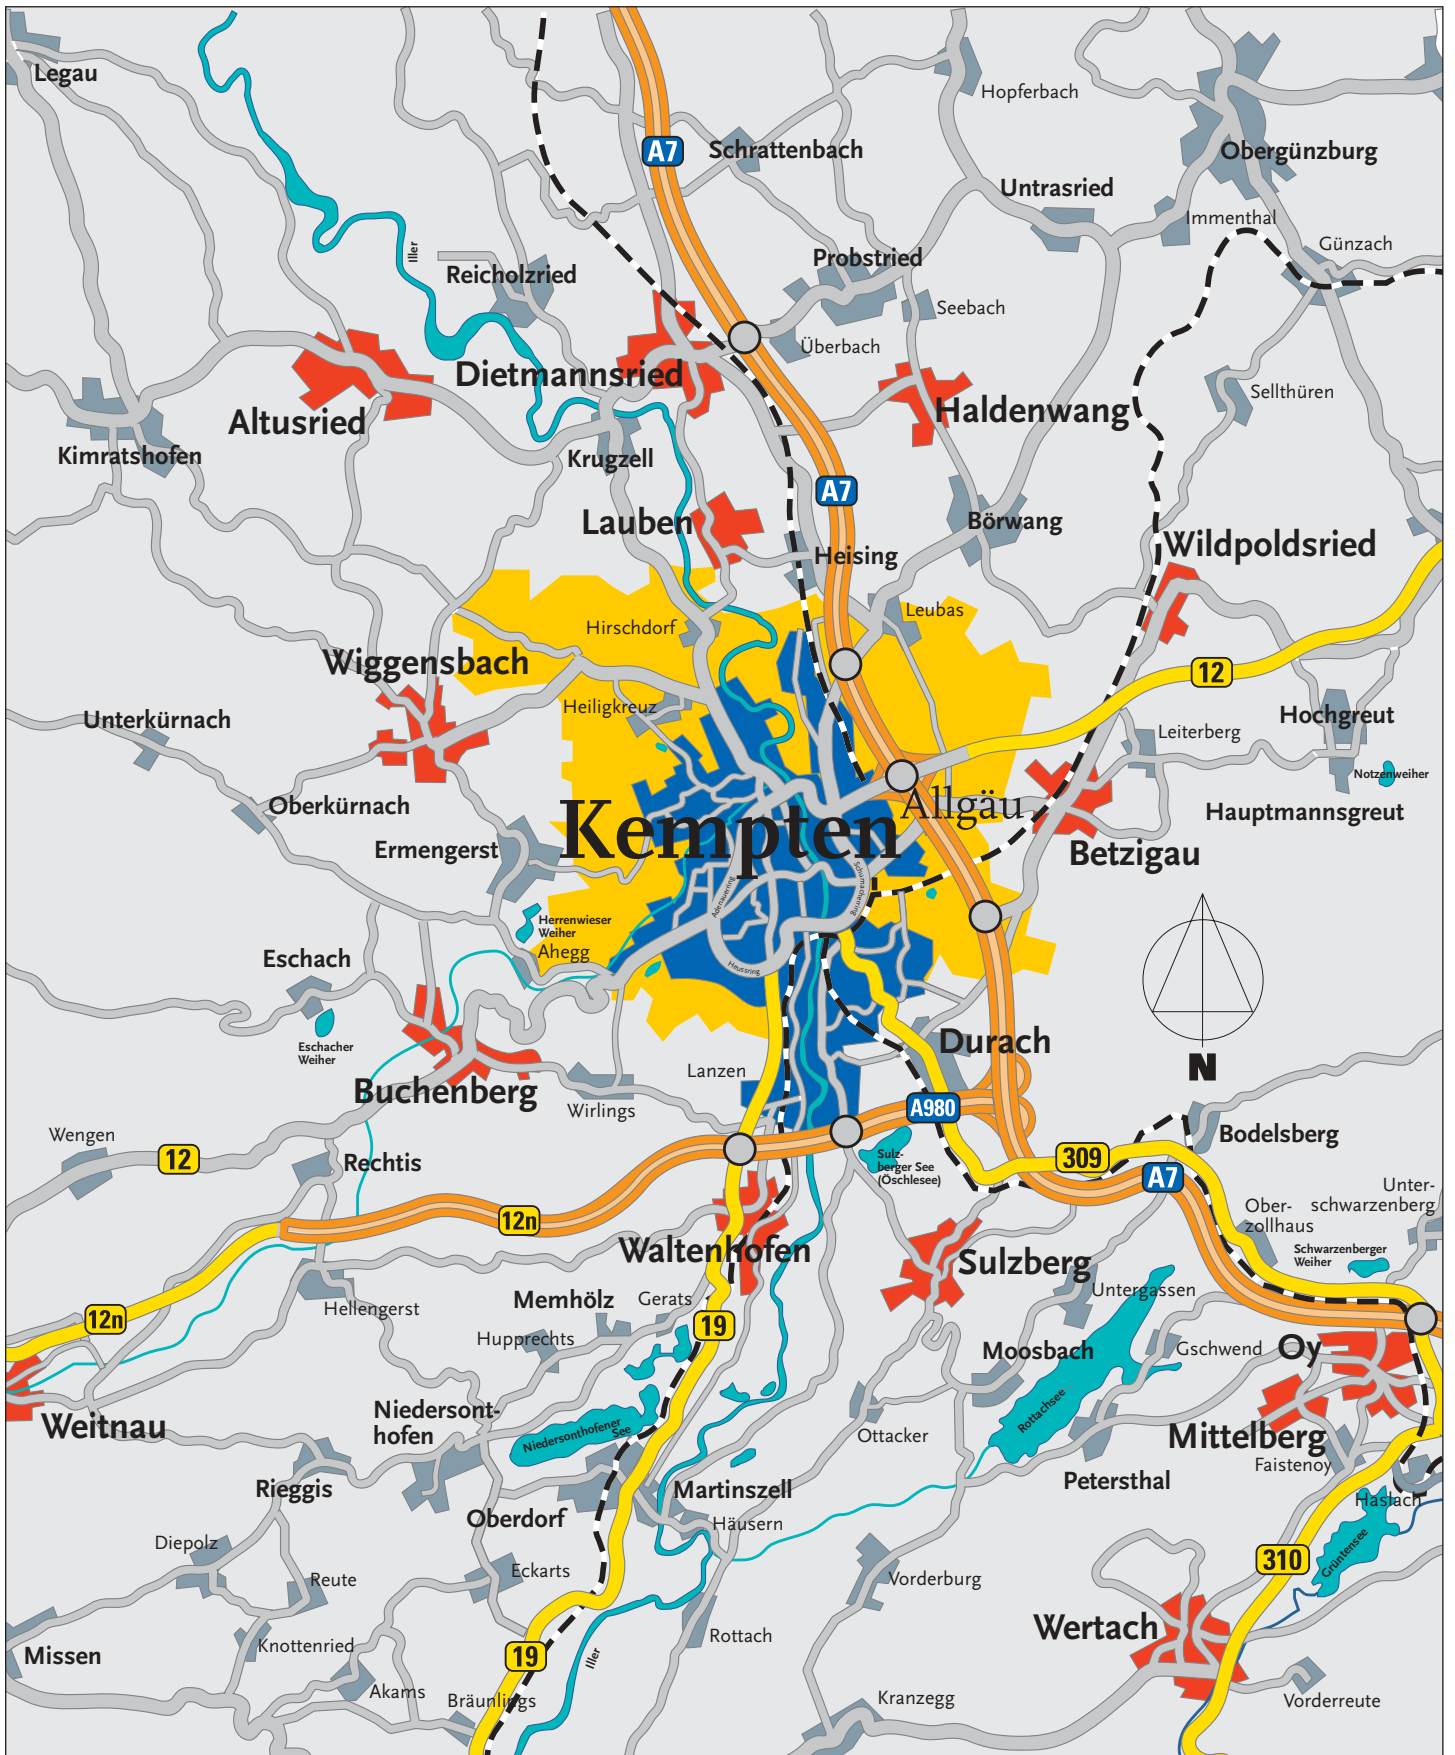 Legau
Hopferbach
A7
Schrattenbach
Obergünzburg
Untrasried
Immenthal
Günzach
Iller
Probstried
Reicholzried
Seebach
Überbach
Dietmannsried
Sellthüren
Haldenwang
Altusried
Kimratshofen
Krugzell
A7
Lauben
Börwang
Heising
Wildpoldsried
Leubas
Hirschdorf
Wiggensbach
12
Heiligkreuz
Unterkürnach
Hochgreut
Leiterberg
Notzenweiher
Oberkürnach
Allgäu
Hauptmannsgreut
Kempten
Ermengerst
Betzigau
Schumacherring
Adenauerring
Herrenwieser
Weiher
Ahegg
Eschach
Heussring
Eschacher
Weiher
Durach
N
Lanzen
Buchenberg
Wirlings
A980
Wengen
Bodelsberg
12
Rechtis
Sulz-
berger See
(Öschlesee)
309
A7
Unter-
schwarzenberg
Ober-
zollhaus
12n
Waltenhofen
Sulzberg
Schwarzenberger
Weiher
Untergassen
Memhölz
Gerats
Hellengerst
12n
19
Hupprechts
Moosbach
Gschwend
Oy
Niedersont-
hofen
Rottachsee
Weitnau
Niedersonthofener
See
Ottacker
Mittelberg
Faistenoy
Petersthal
Rieggis
Martinszell
Haslach
Oberdorf
Häusern
Diepolz
Grüntensee
310
Eckarts
Reute
Vorderburg
Wertach
Rottach
Knottenried
Missen
19
Iller
Akams
Bräunlings
Kranzegg
Vorderreute